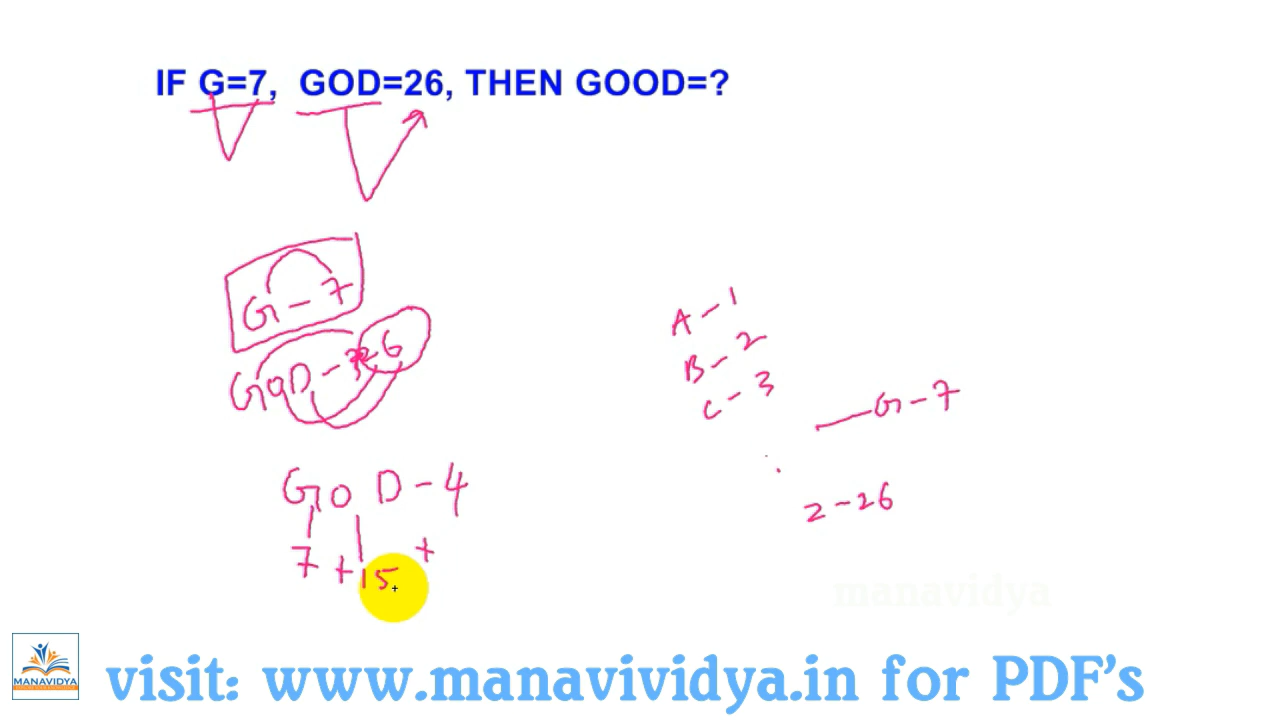 IF G=7, GOD=26, THEN GOOD=?
G - 7
GOD - 26
A - 1
B - 2
C - 3
G - 7
Z - 26
G O D - 4
7 + 15 +
manavidya
MANAVIDYA
visit: www.manavividya.in for PDF's